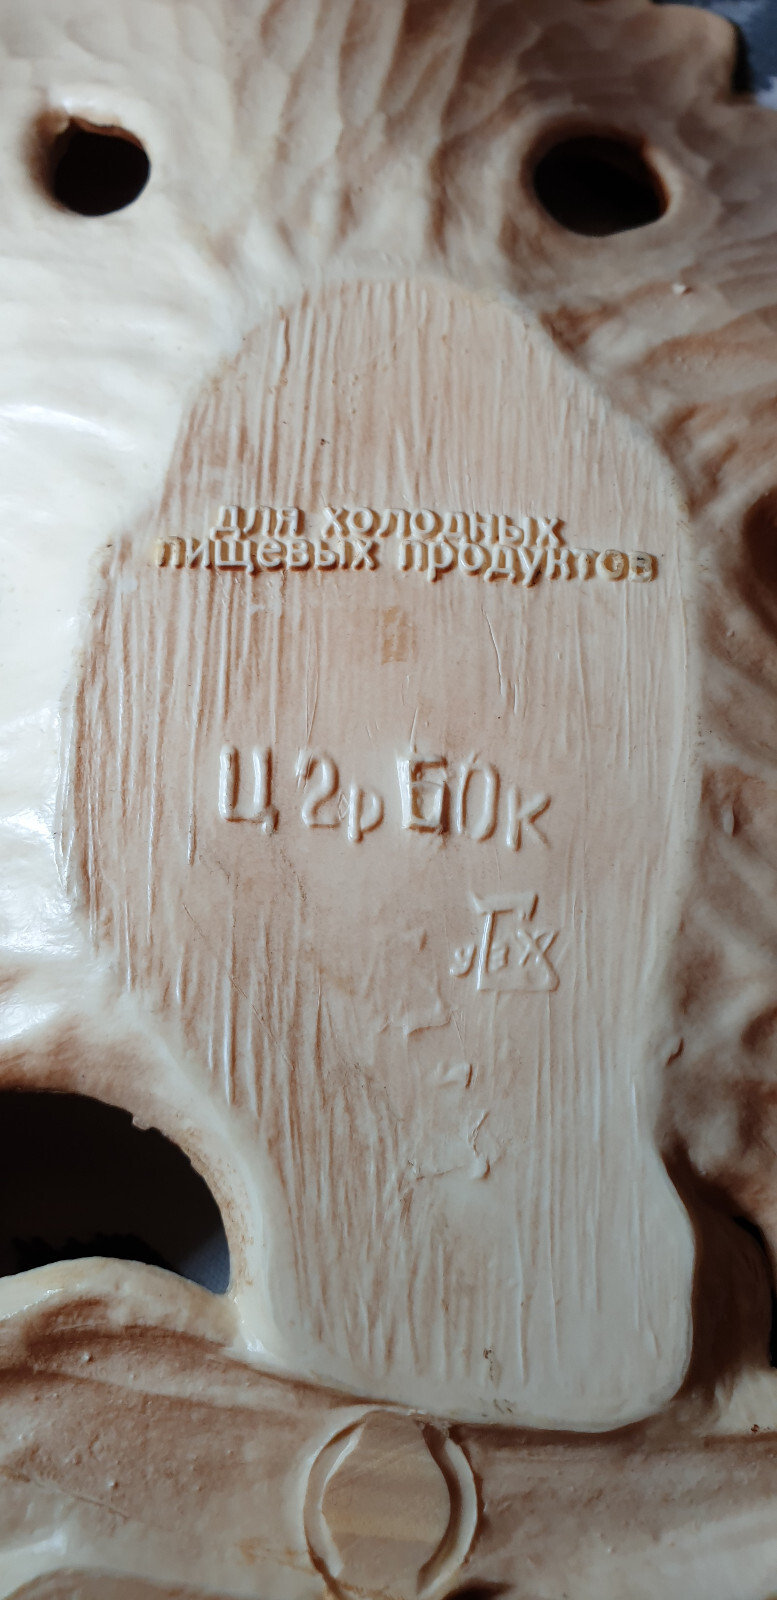 для холодных
пищевых продуктов
Ц 2р 50к